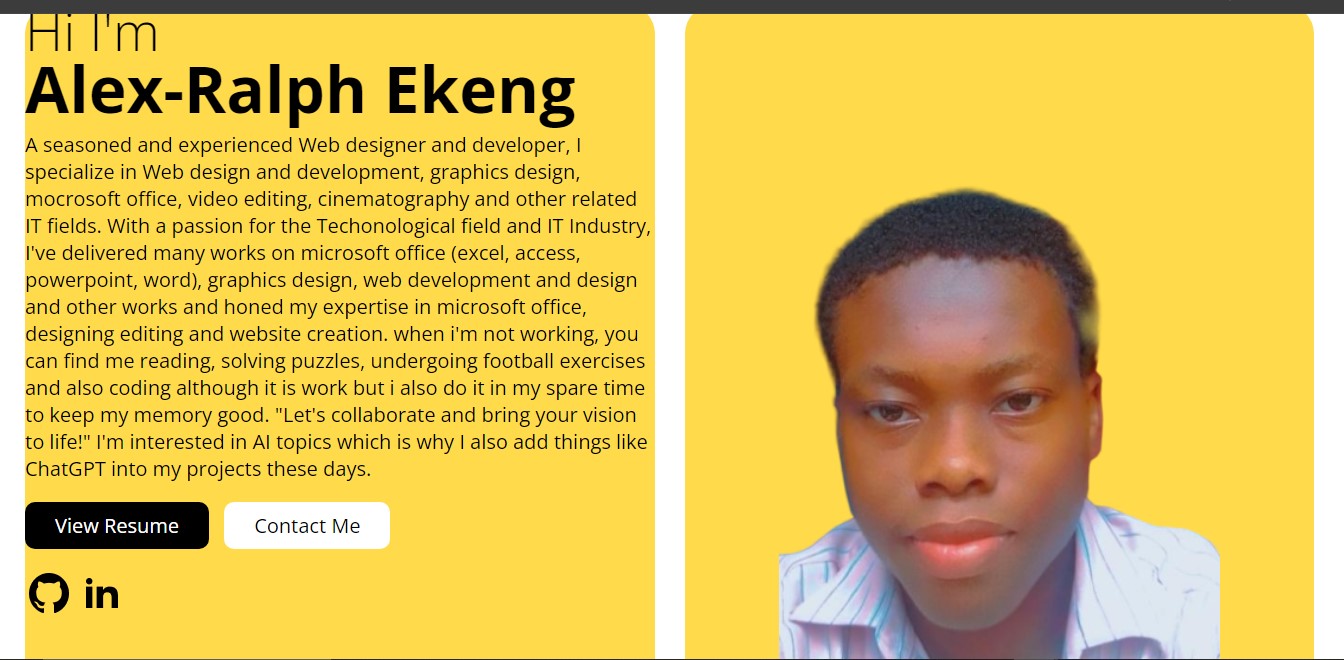 Hi I'm
Alex-Ralph Ekeng
A seasoned and experienced Web designer and developer, I
specialize in Web design and development, graphics design,
mocrosoft office, video editing, cinematography and other related
IT fields. With a passion for the Techonological field and IT Industry,
I've delivered many works on microsoft office (excel, access,
powerpoint, word), graphics design, web development and design
and other works and honed my expertise in microsoft office,
designing editing and website creation. when i'm not working, you
can find me reading, solving puzzles, undergoing football exercises
and also coding although it is work but i also do it in my spare time
to keep my memory good. "Let's collaborate and bring your vision
to life!" I'm interested in AI topics which is why I also add things like
ChatGPT into my projects these days.
View Resume
Contact Me
in